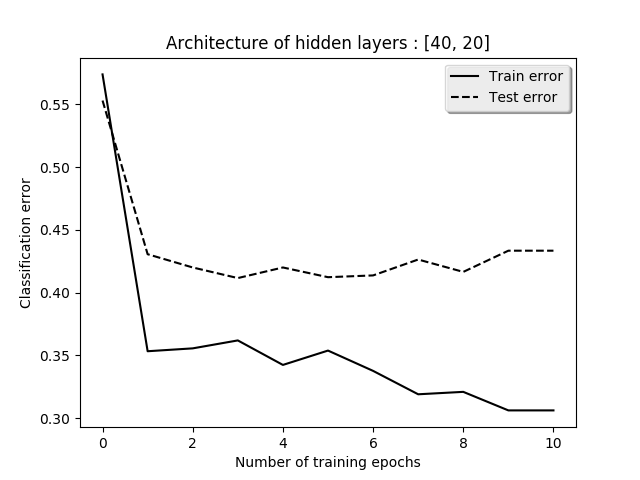 Architecture of hidden layers : [40, 20]
Train error
Test error
Classification error
0.55
0.50
0.45
0.40
0.35
0.30
0 2 4 6 8 10
Number of training epochs